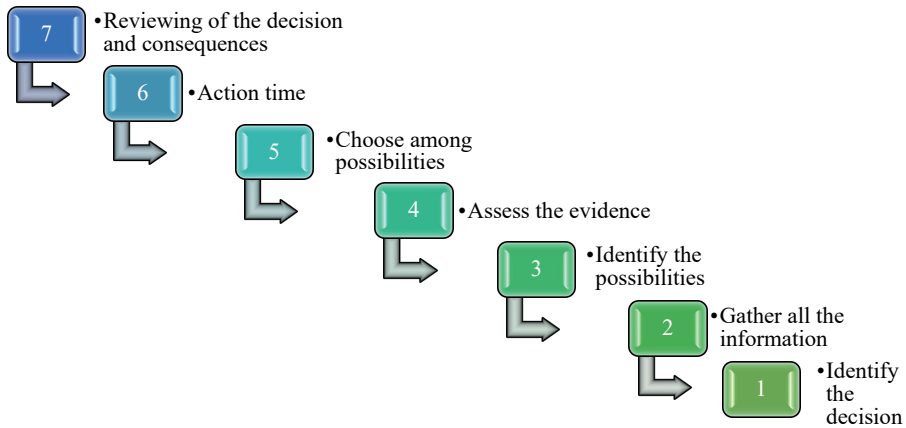 7
•Reviewing of the decision
and consequences
6
•Action time
5
•Choose among
possibilities
4
•Assess the evidence
3
•Identify the
possibilities
2
•Gather all the
information
1
•Identify
the
decision